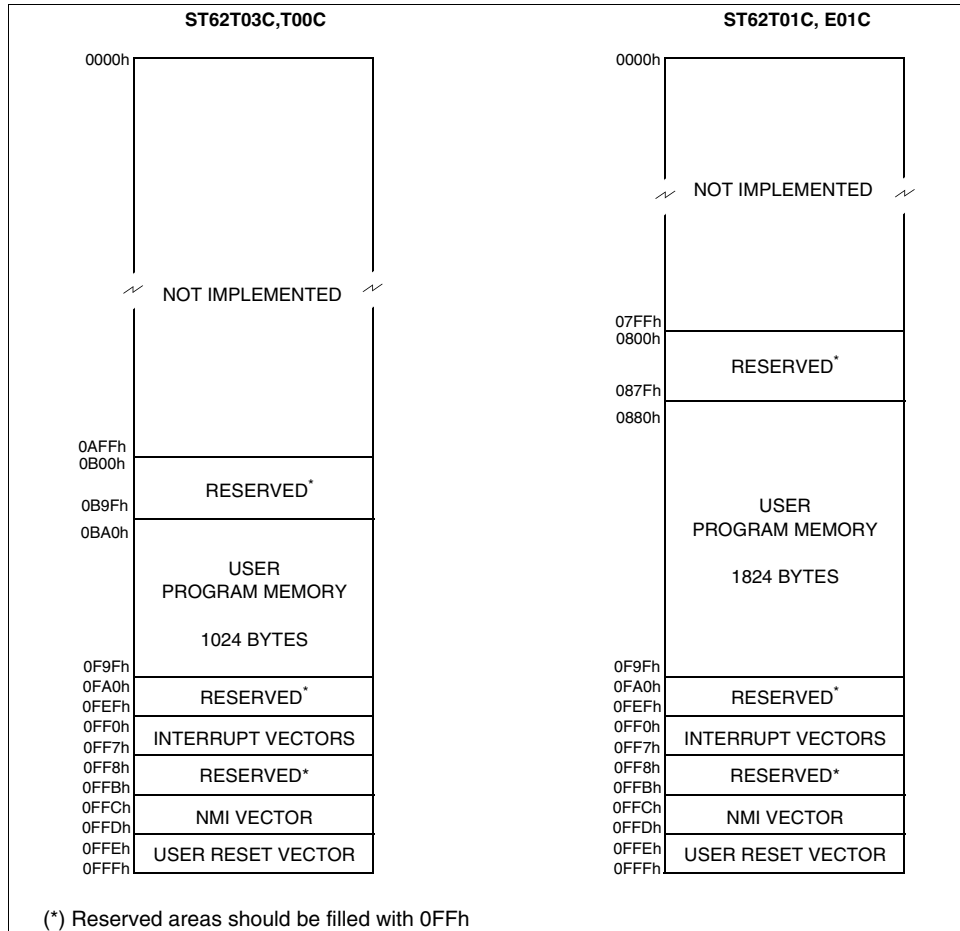 ST62T03C,T00C
0000h
NOT IMPLEMENTED
0AFFh
0B00h
RESERVED*
0B9Fh
0BA0h
USER
PROGRAM MEMORY
1024 BYTES
0F9Fh
0FA0h
RESERVED*
0FEFh
0FF0h
INTERRUPT VECTORS
0FF7h
0FF8h
RESERVED*
0FFBh
0FFCh
NMI VECTOR
0FFDh
0FFEh
USER RESET VECTOR
0FFFh
ST62T01C, E01C
0000h
NOT IMPLEMENTED
07FFh
0800h
RESERVED*
087Fh
0880h
USER
PROGRAM MEMORY
1824 BYTES
0F9Fh
0FA0h
RESERVED*
0FEFh
0FF0h
INTERRUPT VECTORS
0FF7h
0FF8h
RESERVED*
0FFBh
0FFCh
NMI VECTOR
0FFDh
0FFEh
USER RESET VECTOR
0FFFh
(*) Reserved areas should be filled with 0FFh